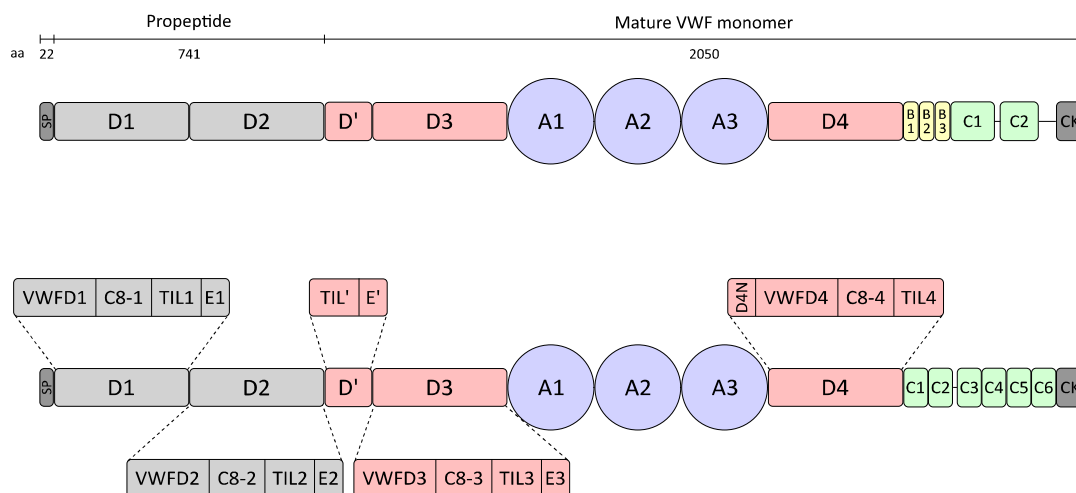 Propeptide Mature VWF monomer
aa 22 741 2050
SP D1 D2 D' D3 A1 A2 A3 D4 B1 B2 B3 C1 C2 CK
VWFD1 C8-1 TIL1 E1 TIL' E' D4N VWFD4 C8-4 TIL4
SP D1 D2 D' D3 A1 A2 A3 D4 C1 C2 C3 C4 C5 C6 CK
VWFD2 C8-2 TIL2 E2 VWFD3 C8-3 TIL3 E3